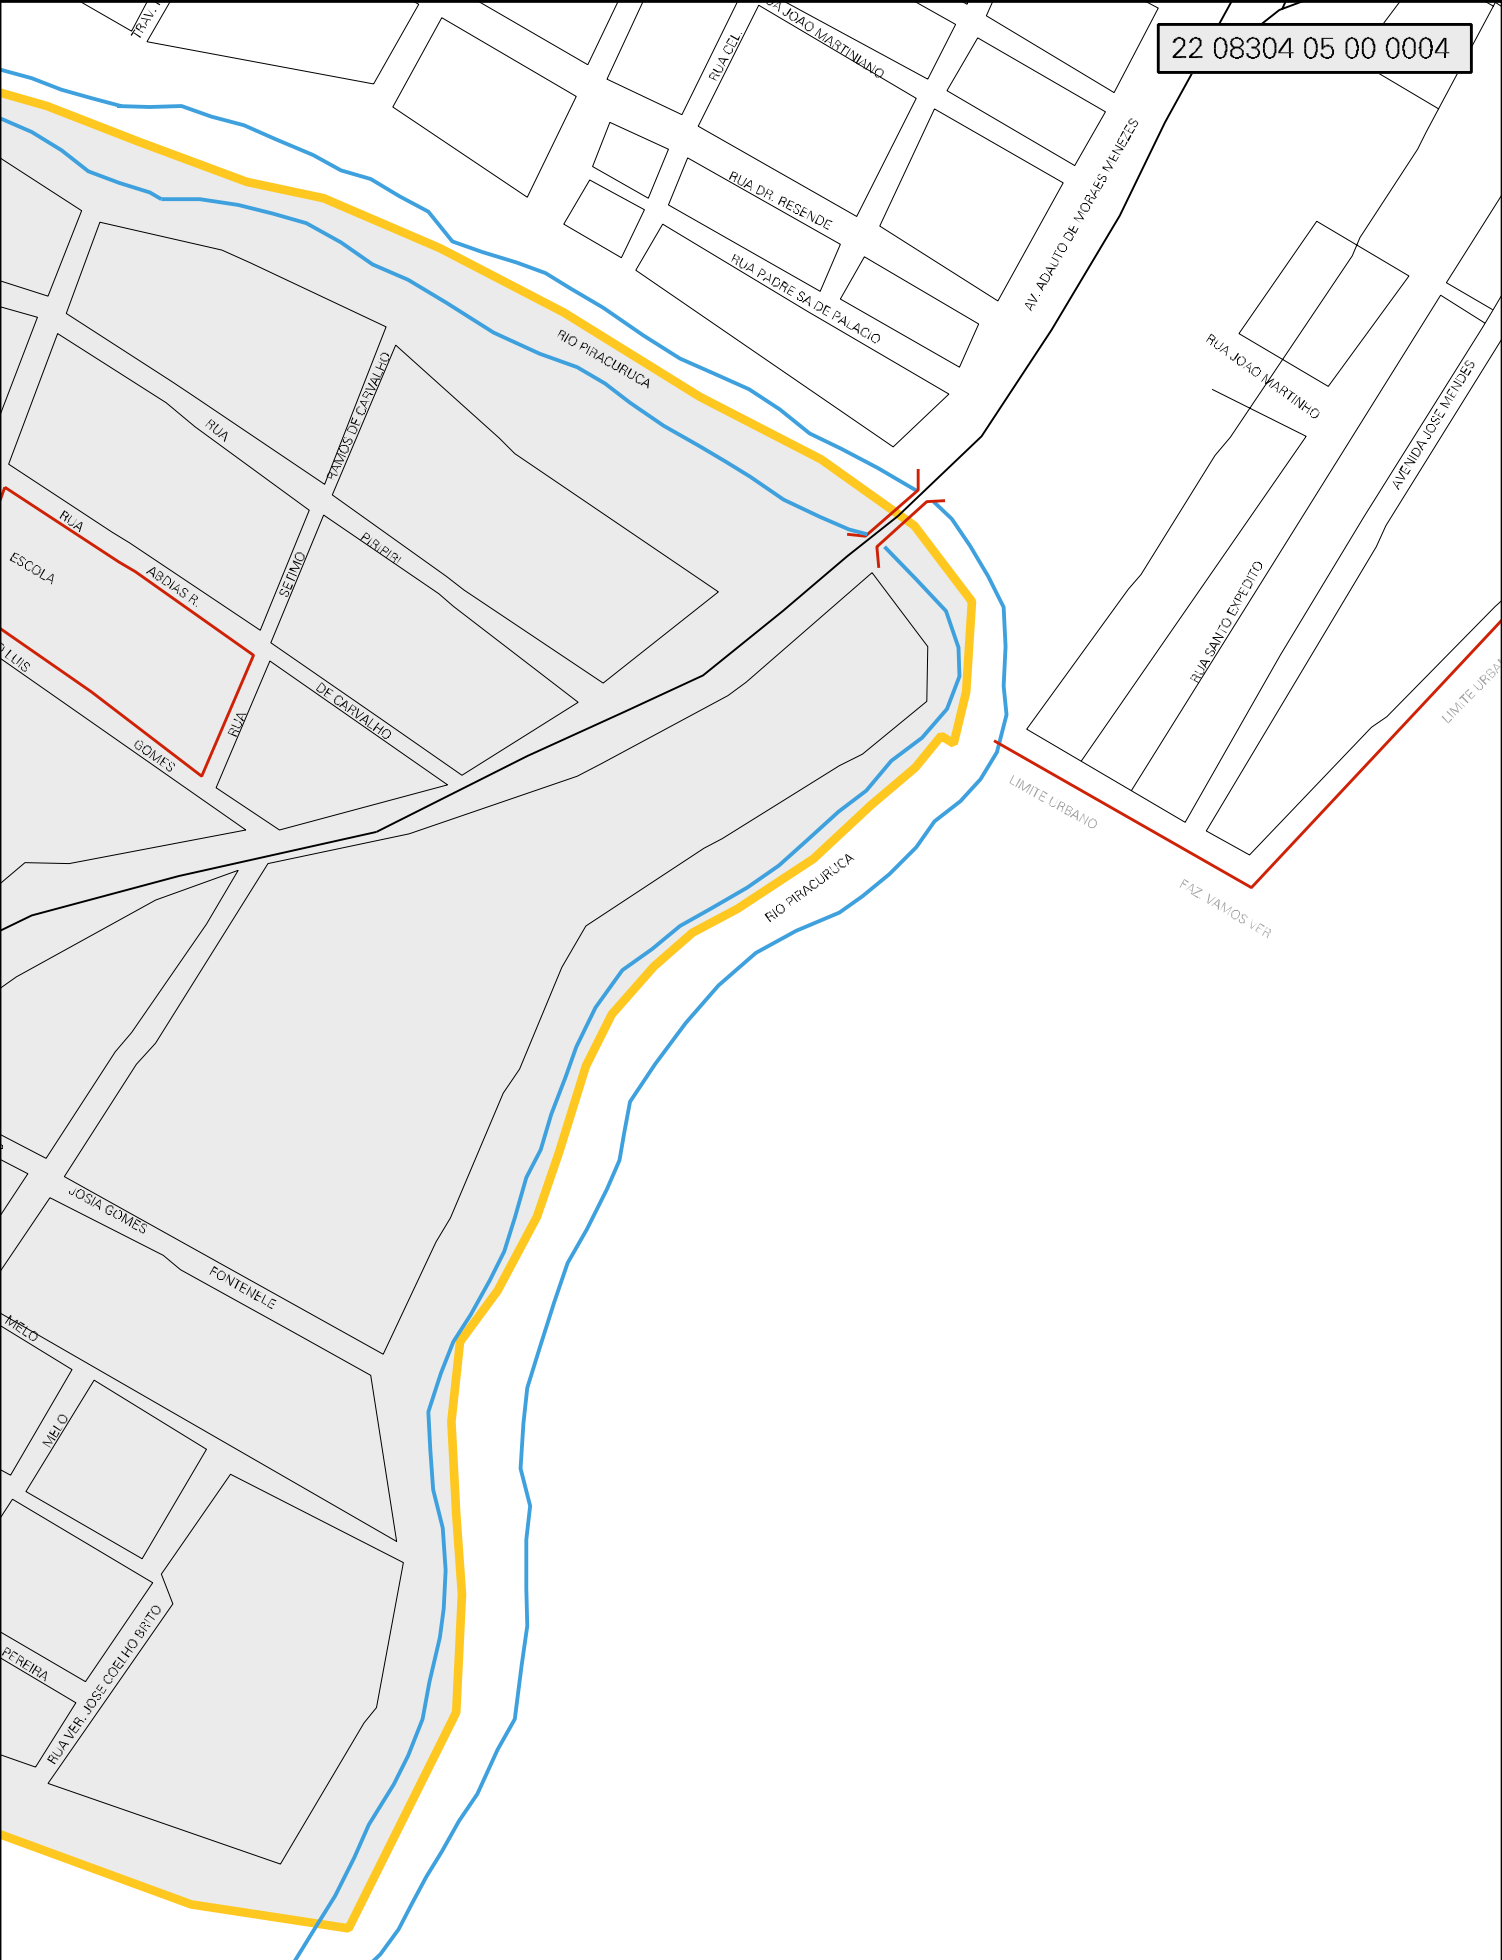 TRAV.
22 08304 05 00 0004
RUA CEL.
JOAO MARTINIANO
AV. ADAUTO DE MORAES MENEZES
RUA DR. RESENDE
RUA PADRE SA DE PALACIO
RIO PIRACURUCA
RUA JOAO MARTINHO
AVENIDA JOSE MENDES
RAMOS DE CARVALHO
RUA
RUA
PIRIPIRI
ESCOLA
ABDIAS R.
SETIMO
LUIS
DE CARVALHO
RUA
GOMES
RUA SANTO EXPEDITO
LIMITE URBANO
LIMITE URBA
FAZ. VAMOS VER
RIO PIRACURUCA
JOSIA GOMES
FONTENELE
MELO
MELO
PEREIRA
RUA VER. JOSE COELHO BRITO